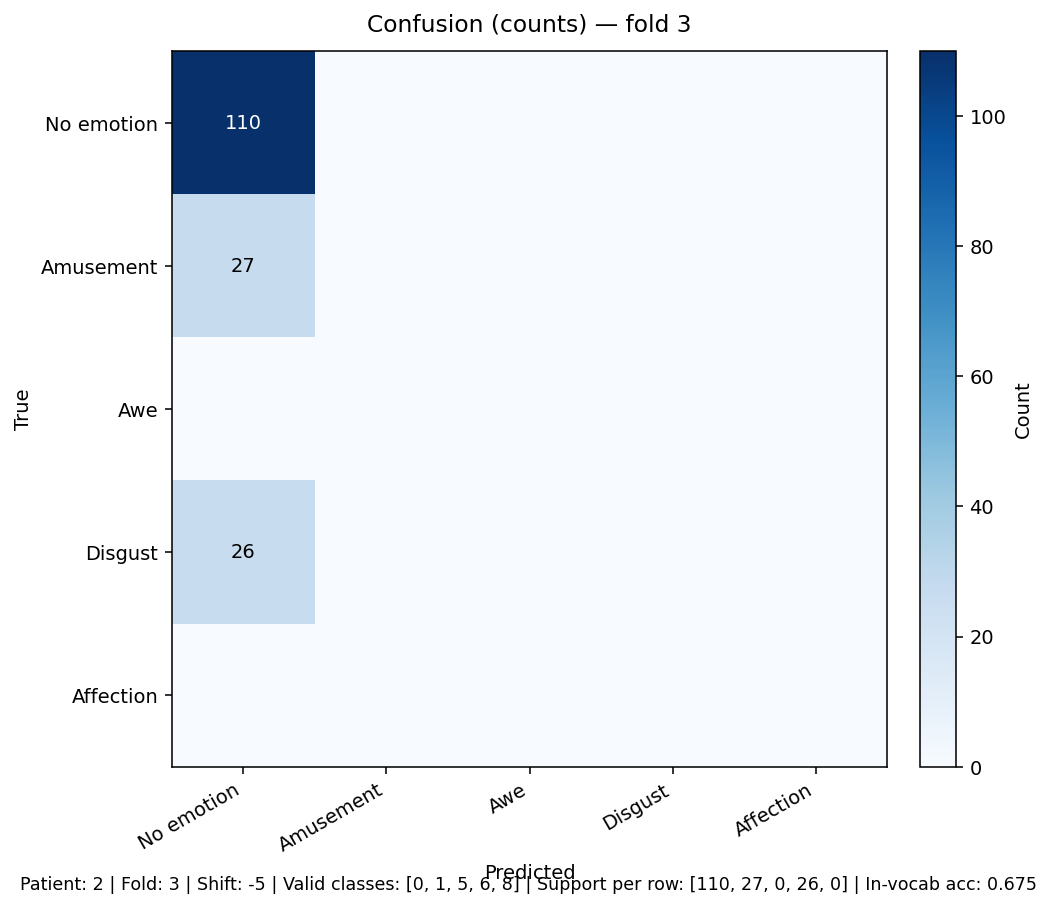 Confusion (counts) — fold 3
No emotion
110
100
Amusement
27
80
Awe
60
Disgust
26
40
Affection
20
0
True
Count
No emotion
Amusement
Awe
Disgust
Affection
Predicted
Patient: 2 | Fold: 3 | Shift: -5 | Valid classes: [0, 1, 5, 6, 8] | Support per row: [110, 27, 0, 26, 0] | In-vocab acc: 0.675